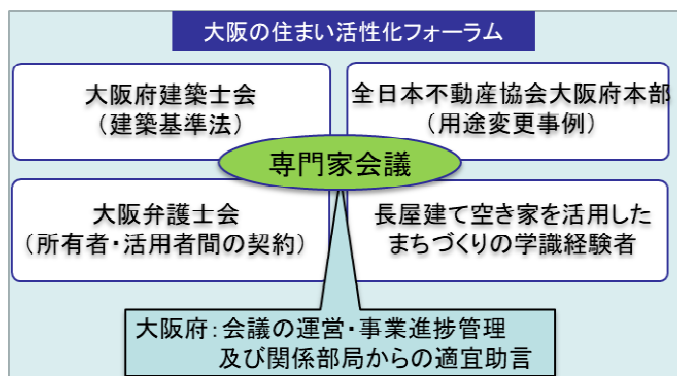 大阪の住まい活性化フォーラム
大阪府建築士会
（建築基準法）
全日本不動産協会大阪府本部
（用途変更事例）
専門家会議
大阪弁護士会
（所有者・活用者間の契約）
長屋建て空き家を活用した
まちづくりの学識経験者
大阪府：会議の運営・事業進捗管理
及び関係部局からの適宜助言